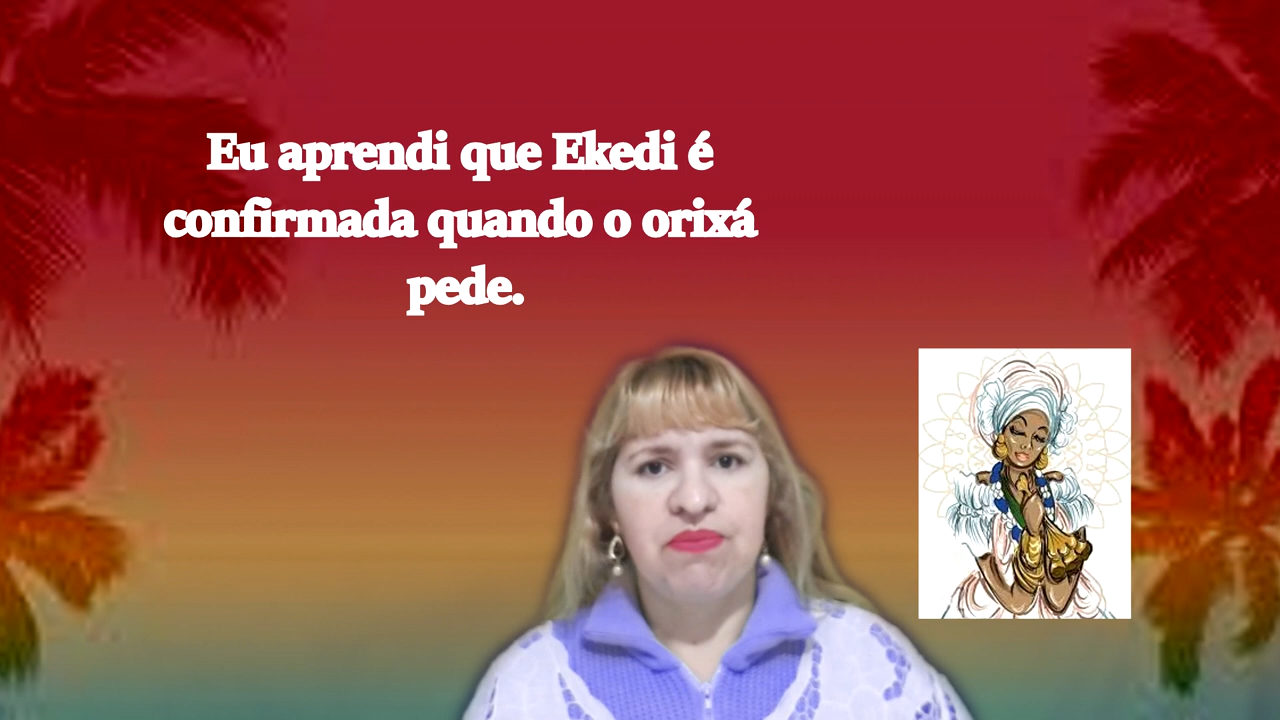 Eu aprendi que Ekedi é
confirmada quando o orixá
pede.